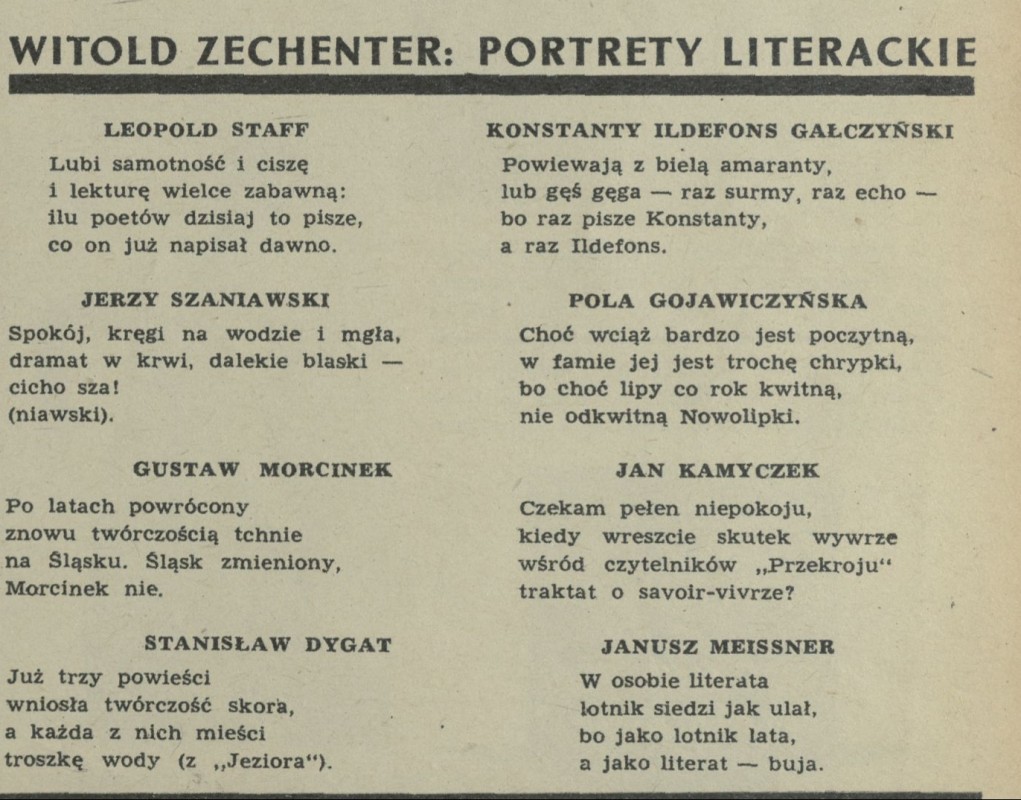 WITOLD ZECHENTER: PORTRETY LITERACKIE
LEOPOLD STAFF
Lubi samotność i ciszę
i lekturę wielce zabawną:
ilu poetów dzisiaj to pisze,
co on już napisał dawno.
JERZY SZANIAWSKI
Spokój, kręgi na wodzie i mgła,
dramat w krwi, dalekie blaski —
cicho sza!
(niawski).
GUSTAW MORCINEK
Po latach powrócony
znowu twórczością tchnie
na Śląsku. Śląsk zmieniony,
Morcinek nie.
STANISŁAW DYGAT
Już trzy powieści
wniosła twórczość skora,
a każda z nich mieści
troszkę wody (z „Jeziora“).
KONSTANTY ILDEFONS GAŁCZYŃSKI
Powiewają z bielą amaranty,
lub gęś gęga — raz surmy, raz echo —
bo raz pisze Konstanty,
a raz Ildefons.
POLA GOJAWICZYŃSKA
Choć wciąż bardzo jest poczytną,
w famie jej jest trochę chrypki,
bo choć lipy co rok kwitną,
nie odkwitną Nowolipki.
JAN KAMYCZEK
Czekam pełen niepokoju,
kiedy wreszcie skutek wywrze
wśród czytelników „Przekroju“
traktat o savoir-vivrze?
JANUSZ MEISSNER
W osobie literata
lotnik siedzi jak ulał,
bo jako lotnik lata,
a jako literat — buja.